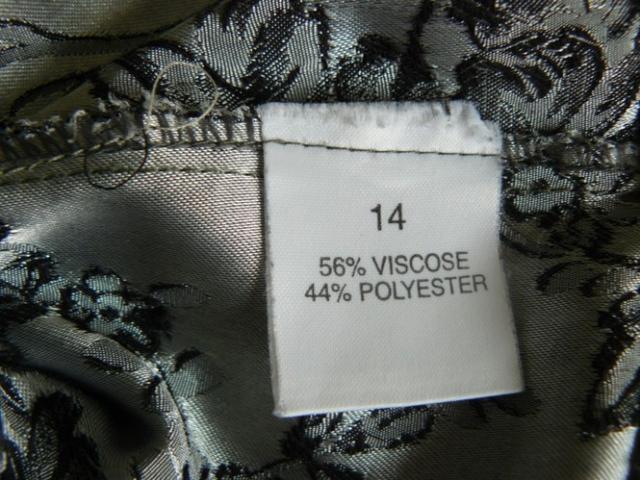 14
56% VISCOSE
44% POLYESTER